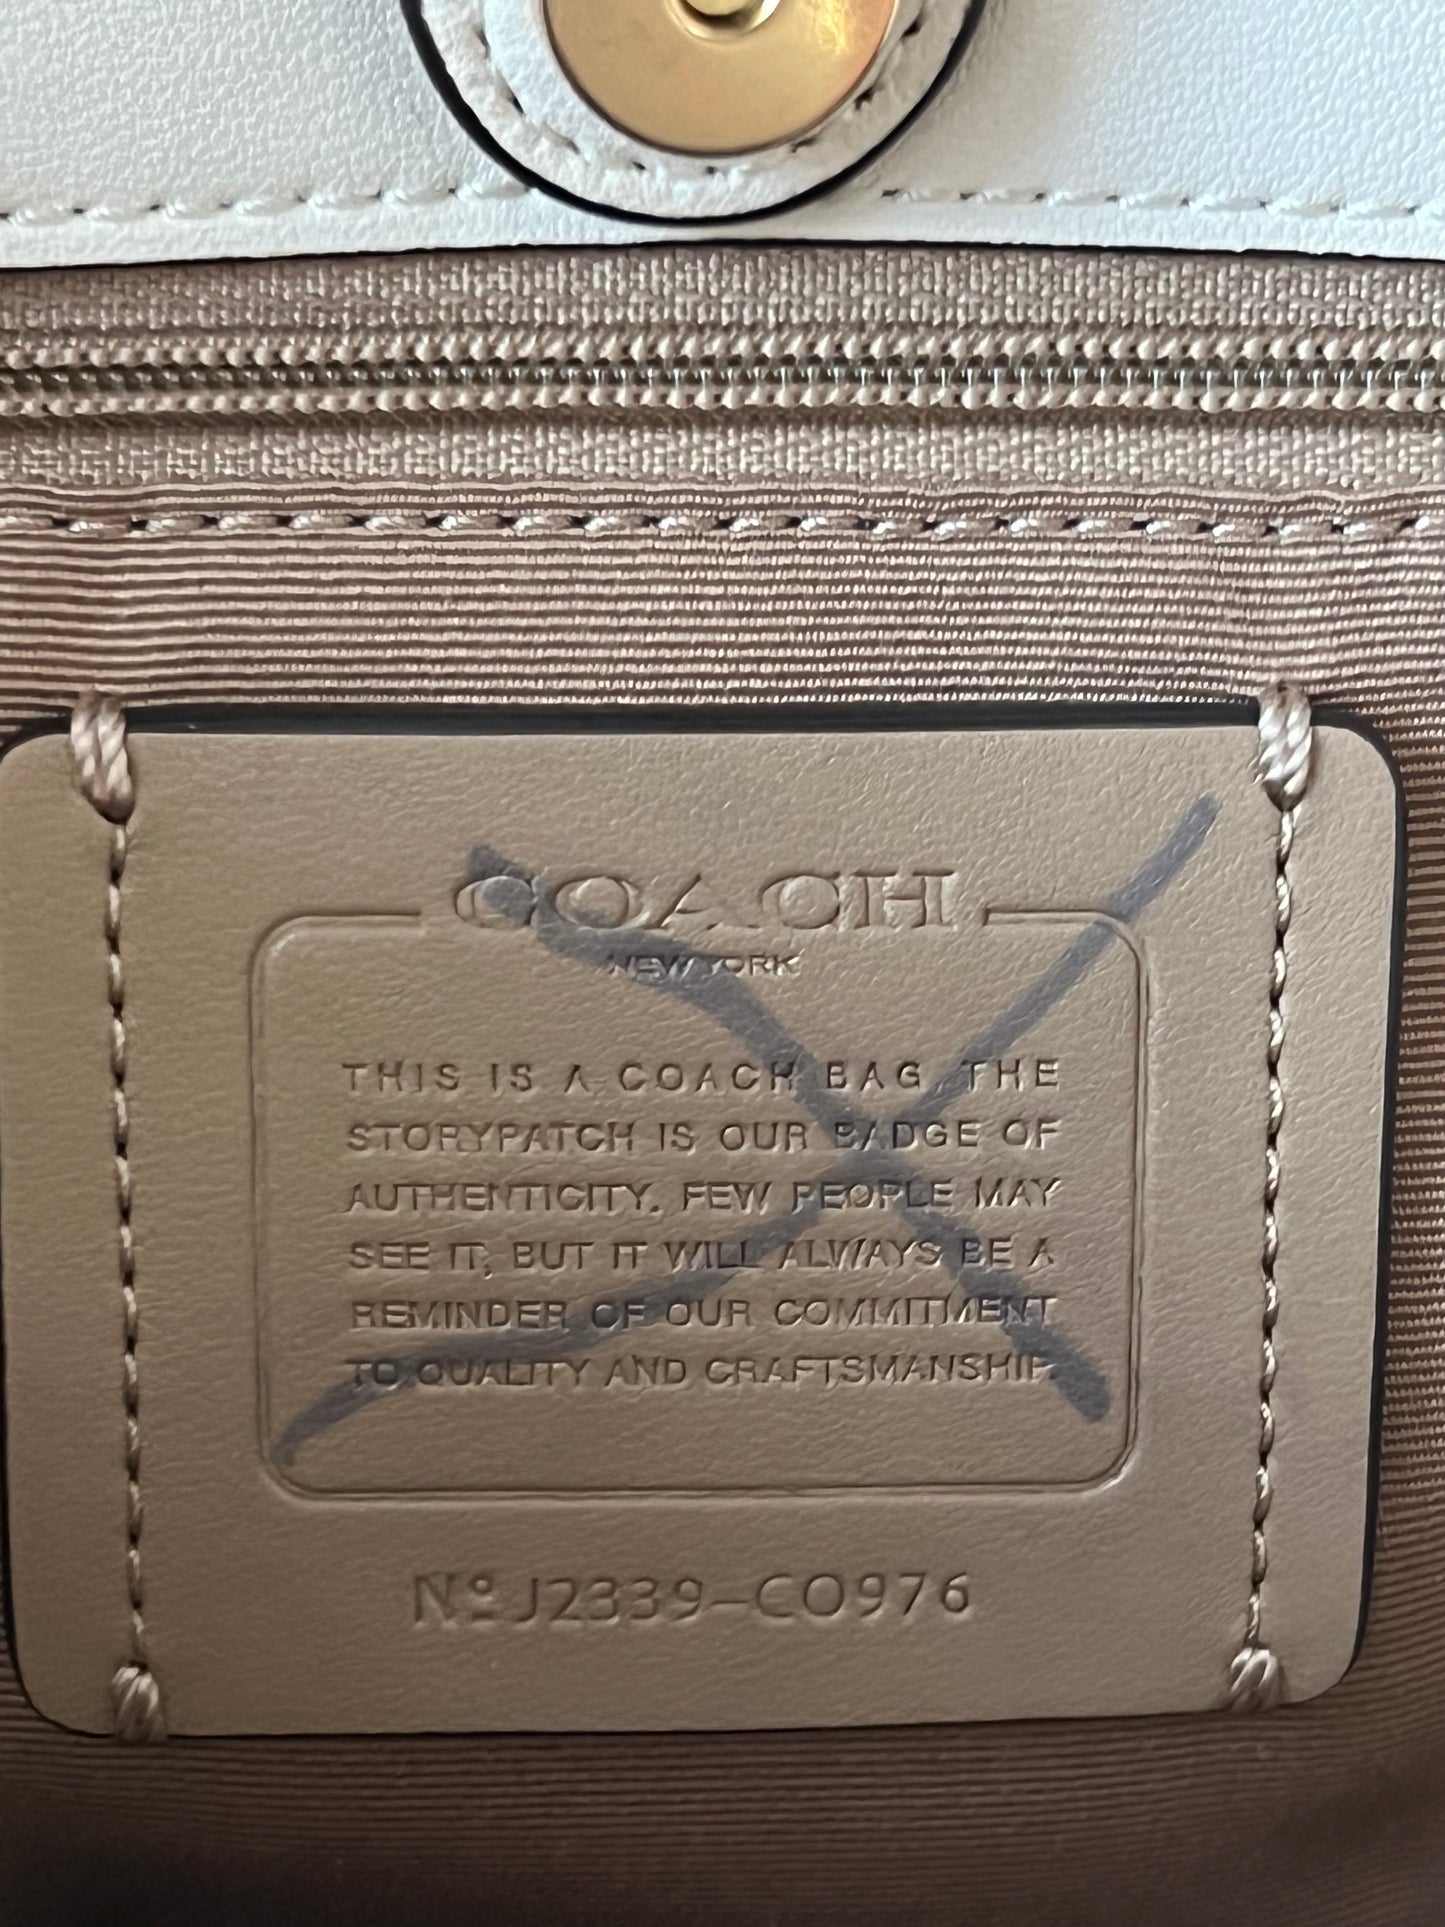 COACH
NEW YORK
THIS IS A COACH BAG. THE
STORYPATCH IS OUR BADGE OF
AUTHENTICITY. FEW PEOPLE MAY
SEE IT, BUT IT WILL ALWAYS BE A
REMINDER OF OUR COMMITMENT
TO QUALITY AND CRAFTSMANSHIP.
Nº J2339-CO976